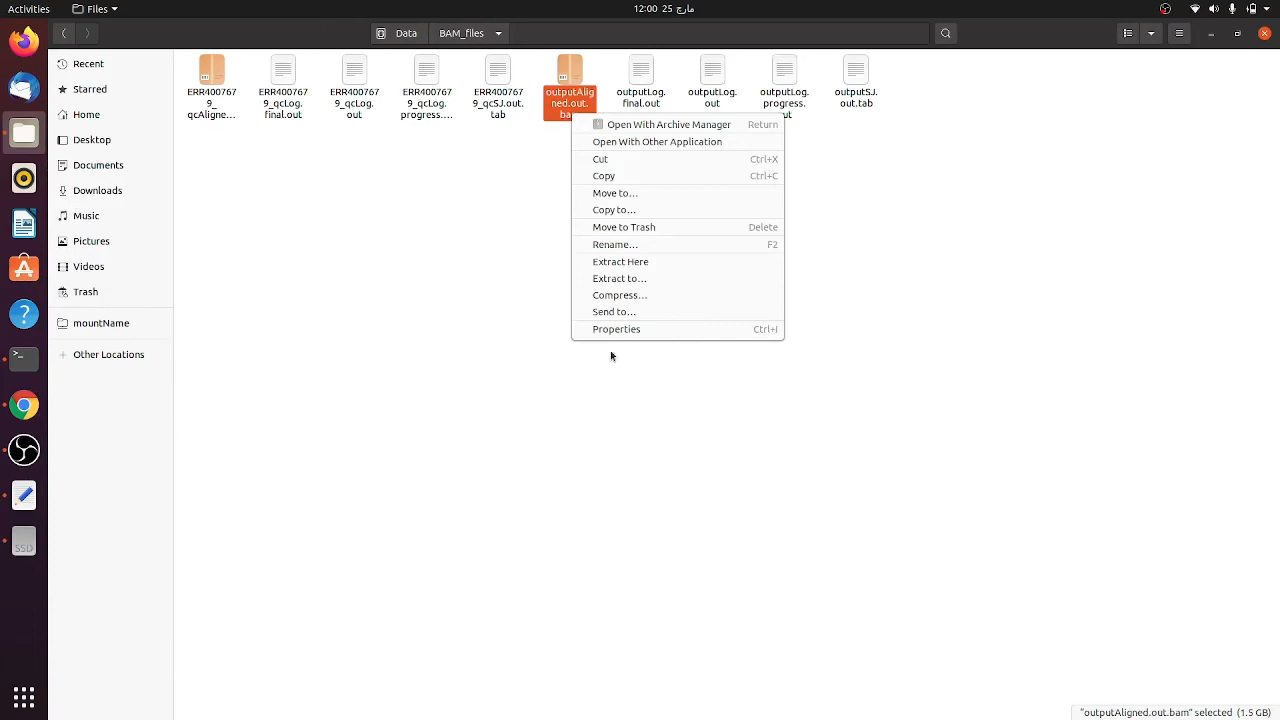 Activities
Files
12:00 25 مارچ
Data
BAM_files
Recent
Starred
Home
Desktop
Documents
Downloads
Music
Pictures
Videos
Trash
mountName
Other Locations
ERR400767
9_
qcAligne...
ERR400767
9_qcLog.
final.out
ERR400767
9_qcLog.
out
ERR400767
9_qcLog.
progress....
ERR400767
9_qcSJ.out.
tab
outputAlig
ned.out.
outputLog.
final.out
outputLog.
out
outputLog.
progress.
outputSJ.
out.tab
Open With Archive Manager Return
Open With Other Application
Cut Ctrl+X
Copy Ctrl+C
Move to...
Copy to...
Move to Trash Delete
Rename... F2
Extract Here
Extract to...
Compress...
Send to...
Properties Ctrl+I
SSD
"outputAligned.out.bam" selected (1.5 GB)